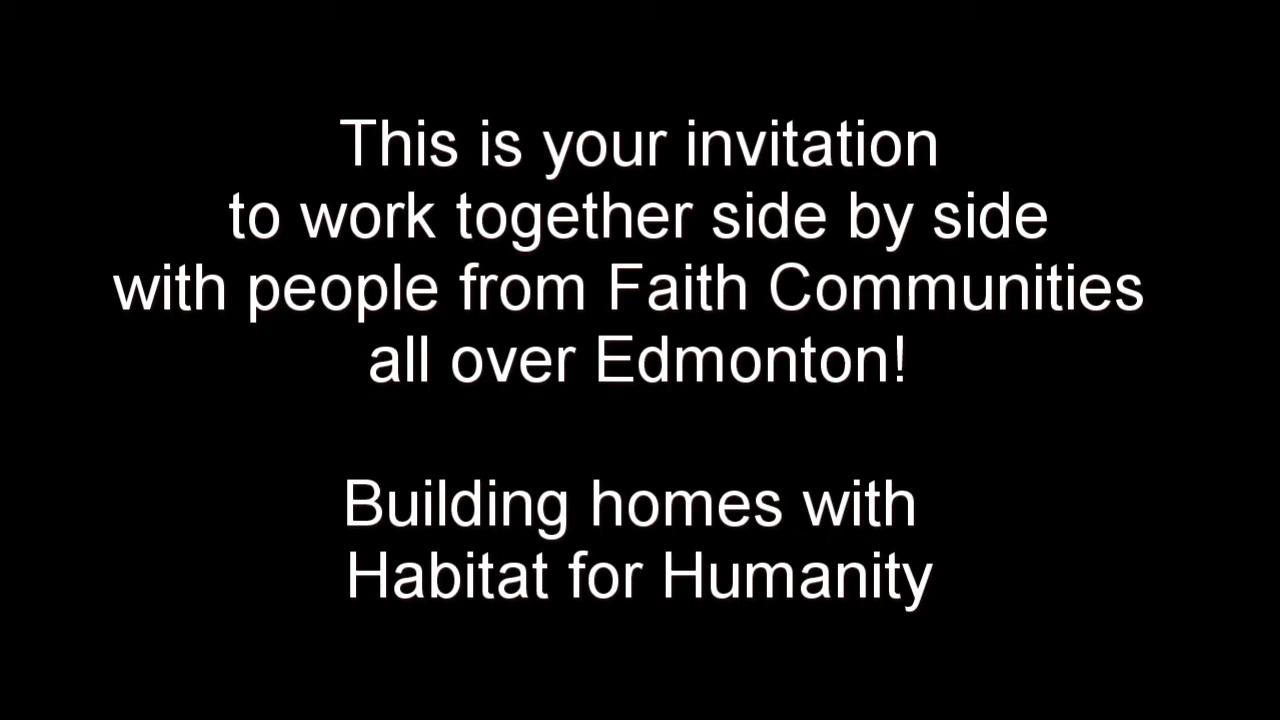 This is your invitation
to work together side by side
with people from Faith Communities
all over Edmonton!
Building homes with
Habitat for Humanity